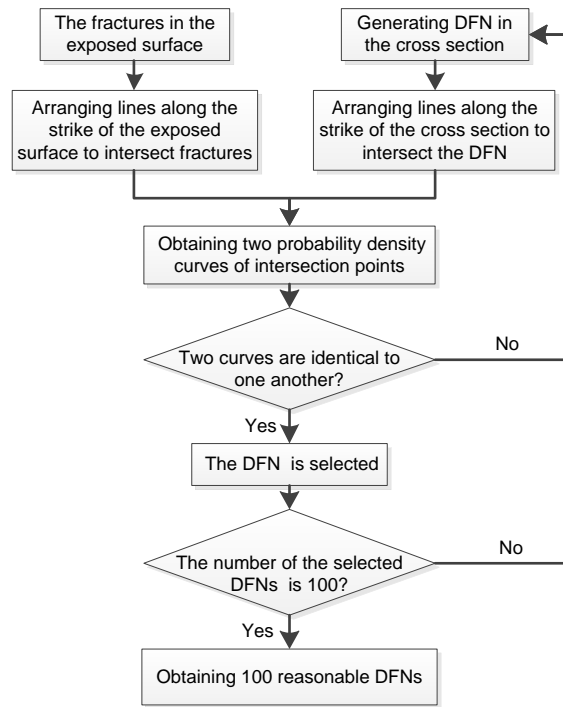 The fractures in the
exposed surface
Generating DFN in
the cross section
Arranging lines along the
strike of the exposed
surface to intersect fractures
Arranging lines along the
strike of the cross section to
intersect the DFN
Obtaining two probability density
curves of intersection points
Two curves are identical to
one another?
No
Yes
The DFN is selected
The number of the selected
DFNs is 100?
No
Yes
Obtaining 100 reasonable DFNs